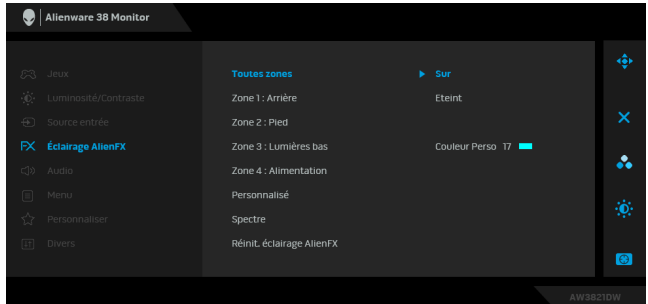 Alienware 38 Monitor
Jeux
Luminosité/Contraste
Source entrée
FX Éclairage AlienFX
Audio
Menu
Personnaliser
Divers
Toutes zones
Zone 1 : Arrière
Zone 2 : Pied
Zone 3 : Lumières bas
Zone 4 : Alimentation
Personnalisé
Spectre
Réinit. éclairage AlienFX
Sur
Eteint
Couleur Perso 17
AW3821DW